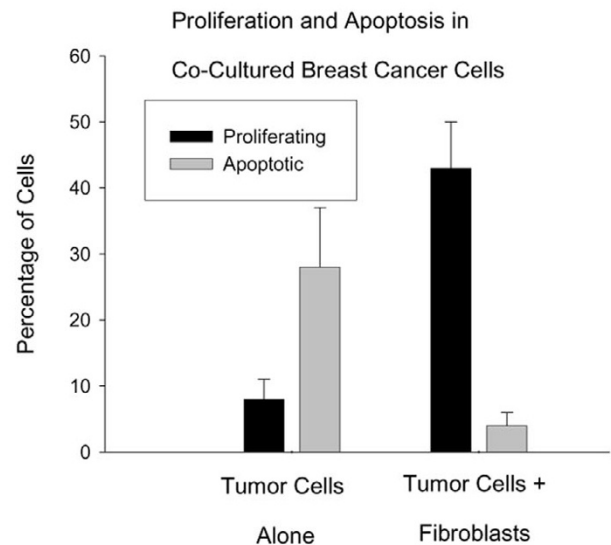 Proliferation and Apoptosis in
Co-Cultured Breast Cancer Cells
Percentage of Cells
60
50
40
30
20
10
0
Proliferating
Apoptotic
Tumor Cells
Alone
Tumor Cells +
Fibroblasts